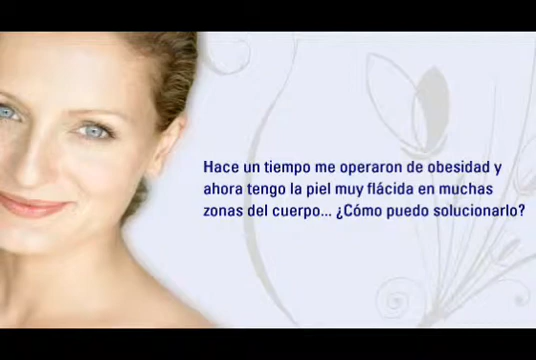 Hace un tiempo me operaron de obesidad y
ahora tengo la piel muy flácida en muchas
zonas del cuerpo... ¿Cómo puedo solucionarlo?